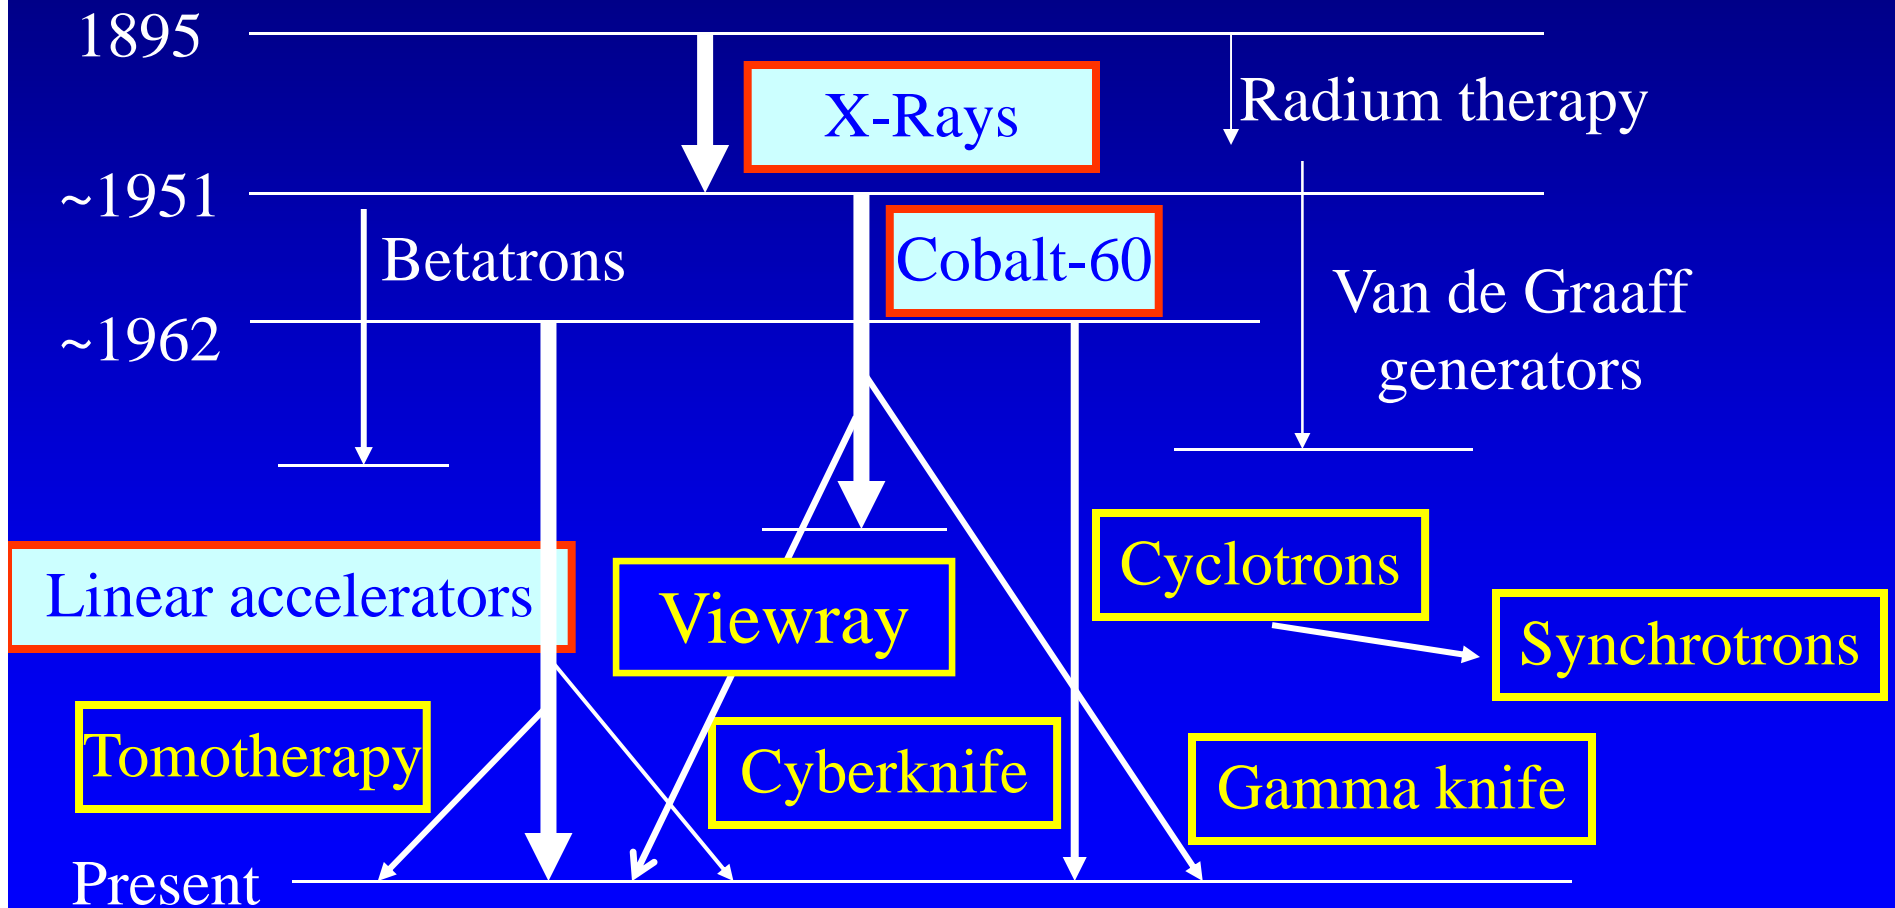 1895
X-Rays
Radium therapy
~1951
Betatrons
Cobalt-60
Van de Graaff
generators
~1962
Linear accelerators
Viewray
Cyclotrons
Synchrotrons
Tomotherapy
Cyberknife
Gamma knife
Present